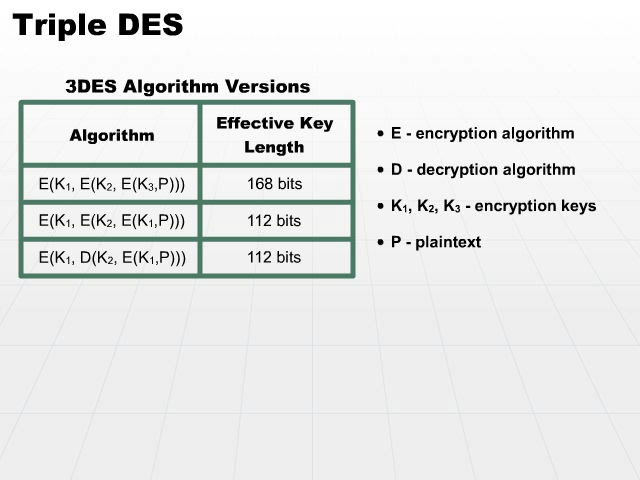 Triple DES
3DES Algorithm Versions
Algorithm
Effective Key
Length
E(K₁, E(K₂, E(K₃,P)))
168 bits
E(K₁, E(K₂, E(K₁,P)))
112 bits
E(K₁, D(K₂, E(K₁,P)))
112 bits
• E - encryption algorithm
• D - decryption algorithm
• K₁, K₂, K₃ - encryption keys
• P - plaintext